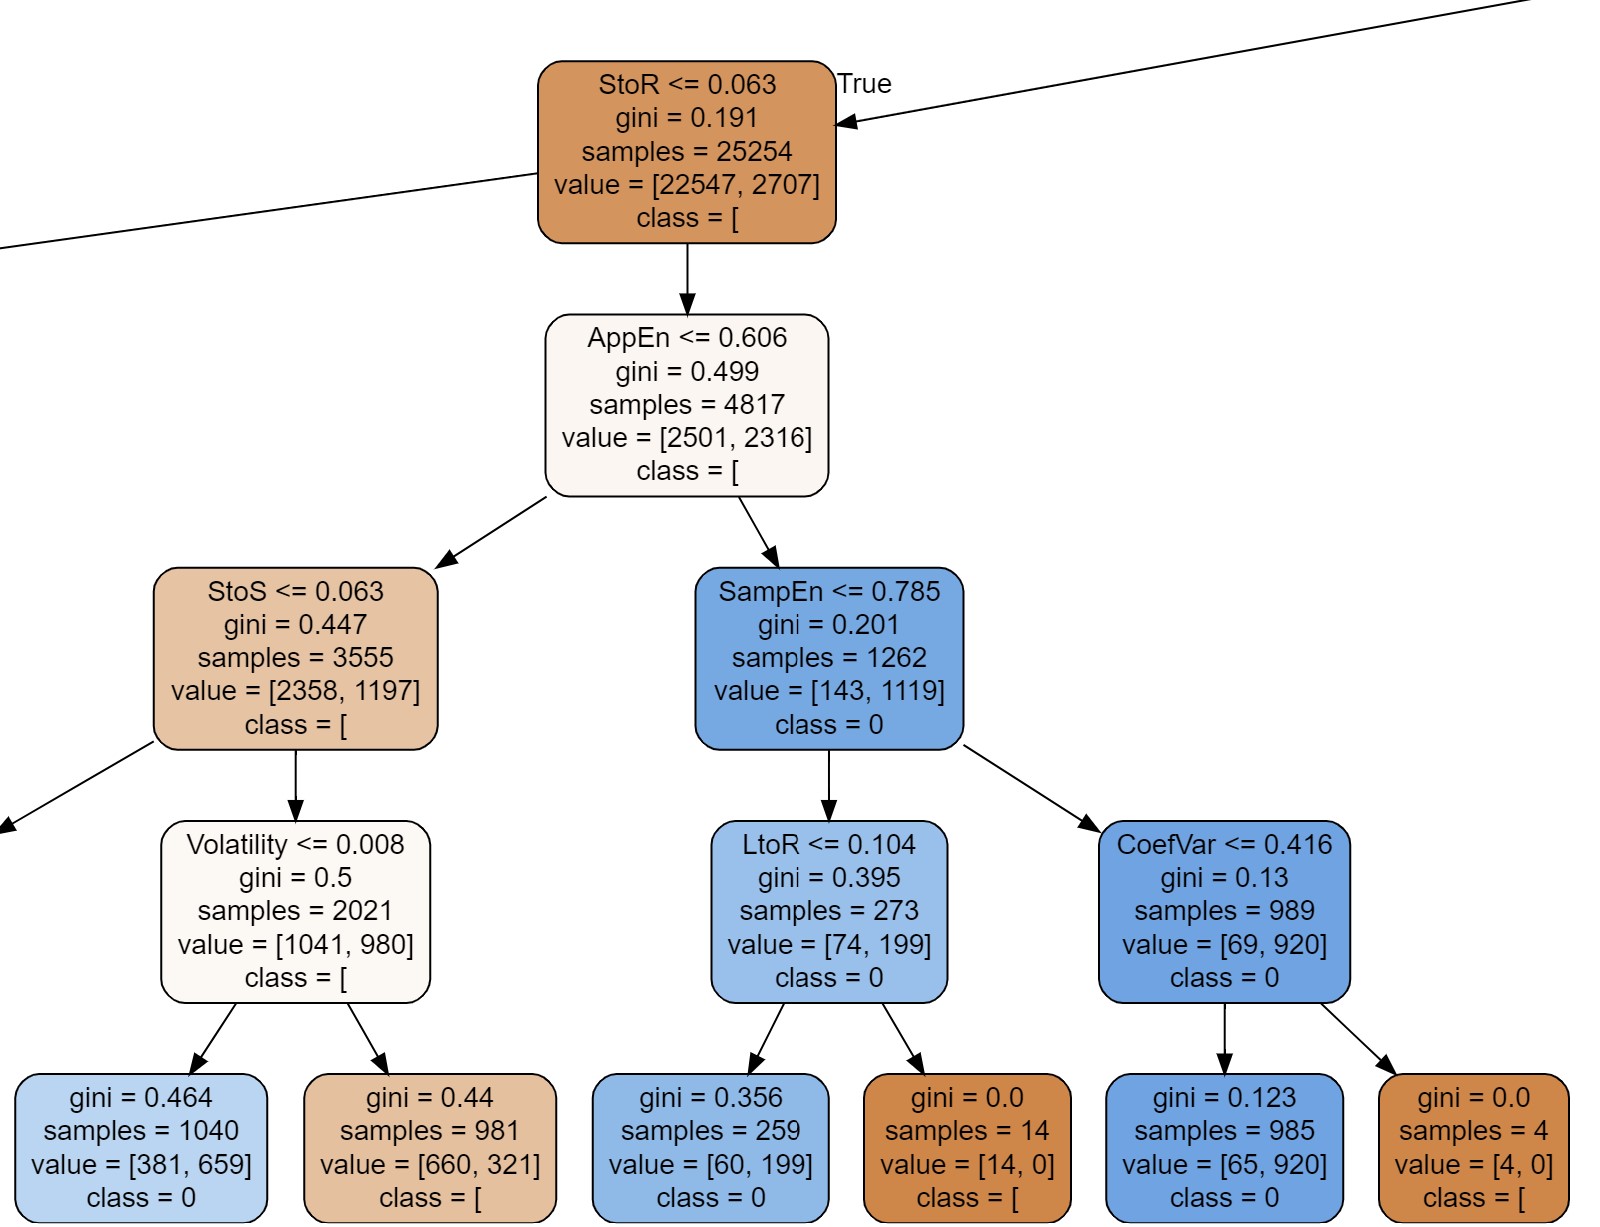 StoR <= 0.063
gini = 0.191
samples = 25254
value = [22547, 2707]
class = [
True
AppEn <= 0.606
gini = 0.499
samples = 4817
value = [2501, 2316]
class = [
StoS <= 0.063
gini = 0.447
samples = 3555
value = [2358, 1197]
class = [
SampEn <= 0.785
gini = 0.201
samples = 1262
value = [143, 1119]
class = 0
Volatility <= 0.008
gini = 0.5
samples = 2021
value = [1041, 980]
class = [
LtoR <= 0.104
gini = 0.395
samples = 273
value = [74, 199]
class = 0
CoefVar <= 0.416
gini = 0.13
samples = 989
value = [69, 920]
class = 0
gini = 0.464
samples = 1040
value = [381, 659]
class = 0
gini = 0.44
samples = 981
value = [660, 321]
class = [
gini = 0.356
samples = 259
value = [60, 199]
class = 0
gini = 0.0
samples = 14
value = [14, 0]
class = [
gini = 0.123
samples = 985
value = [65, 920]
class = 0
gini = 0.0
samples = 4
value = [4, 0]
class = [